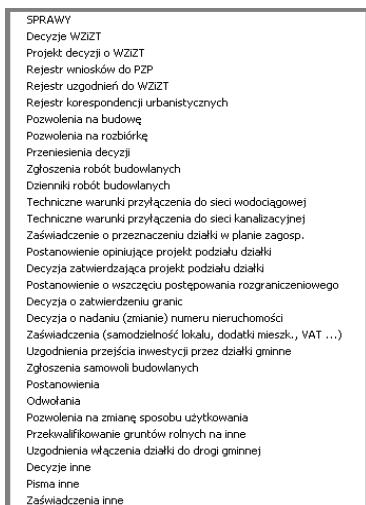 SPRAWY
Decyzje WZiZT
Projekt decyzji o WZiZT
Rejestr wniosków do PZP
Rejestr uzgodnień do WZiZT
Rejestr korespondencji urbanistycznych
Pozwolenia na budowę
Pozwolenia na rozbiórkę
Przeniesienia decyzji
Zgłoszenia robót budowlanych
Dzienniki robót budowlanych
Techniczne warunki przyłączenia do sieci wodociągowej
Techniczne warunki przyłączenia do sieci kanalizacyjnej
Zaświadczenie o przeznaczeniu działki w planie zagosp.
Postanowienie opiniujące projekt podziału działki
Decyzja zatwierdzająca projekt podziału działki
Postanowienie o wszczęciu postępowania rozgraniczeniowego
Decyzja o zatwierdzeniu granic
Decyzja o nadaniu (zmianie) numeru nieruchomości
Zaświadczenia (samodzielność lokalu, dodatki mieszk., VAT ...)
Uzgodnienia przejścia inwestycji przez działki gminne
Zgłoszenia samowoli budowlanych
Postanowienia
Odwołania
Pozwolenia na zmianę sposobu użytkowania
Przekwalifikowanie gruntów rolnych na inne
Uzgodnienia włączenia działki do drogi gminnej
Decyzje inne
Pisma inne
Zaświadczenia inne